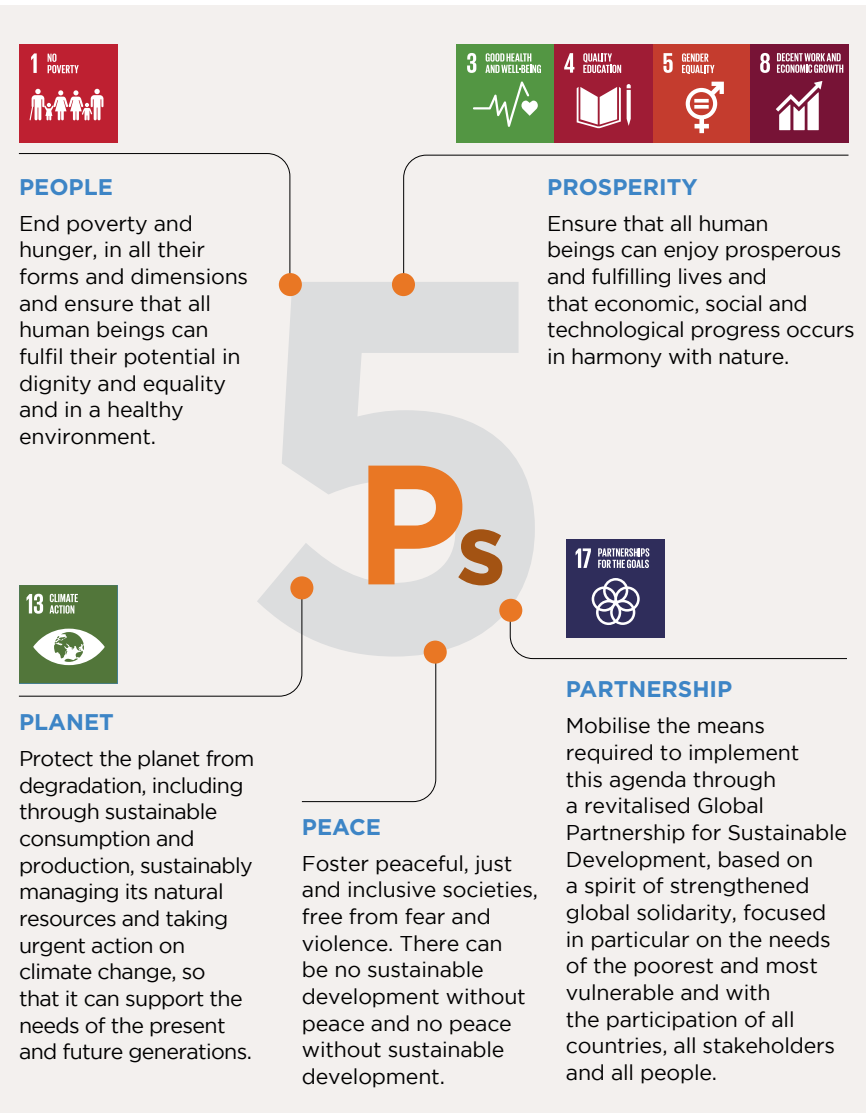 1 NO
POVERTY
PEOPLE
End poverty and
hunger, in all their
forms and dimensions
and ensure that all
human beings can
fulfil their potential in
dignity and equality
and in a healthy
environment.
3 GOOD HEALTH
AND WELL-BEING
4 QUALITY
EDUCATION
5 GENDER
EQUALITY
8 DECENT WORK AND
ECONOMIC GROWTH
PROSPERITY
Ensure that all human
beings can enjoy prosperous
and fulfilling lives and
that economic, social and
technological progress occurs
in harmony with nature.
5
Ps
13 CLIMATE
ACTION
PLANET
Protect the planet from
degradation, including
through sustainable
consumption and
production, sustainably
managing its natural
resources and taking
urgent action on
climate change, so
that it can support the
needs of the present
and future generations.
PEACE
Foster peaceful, just
and inclusive societies,
free from fear and
violence. There can
be no sustainable
development without
peace and no peace
without sustainable
development.
17 PARTNERSHIPS
FOR THE GOALS
PARTNERSHIP
Mobilise the means
required to implement
this agenda through
a revitalised Global
Partnership for Sustainable
Development, based on
a spirit of strengthened
global solidarity, focused
in particular on the needs
of the poorest and most
vulnerable and with
the participation of all
countries, all stakeholders
and all people.